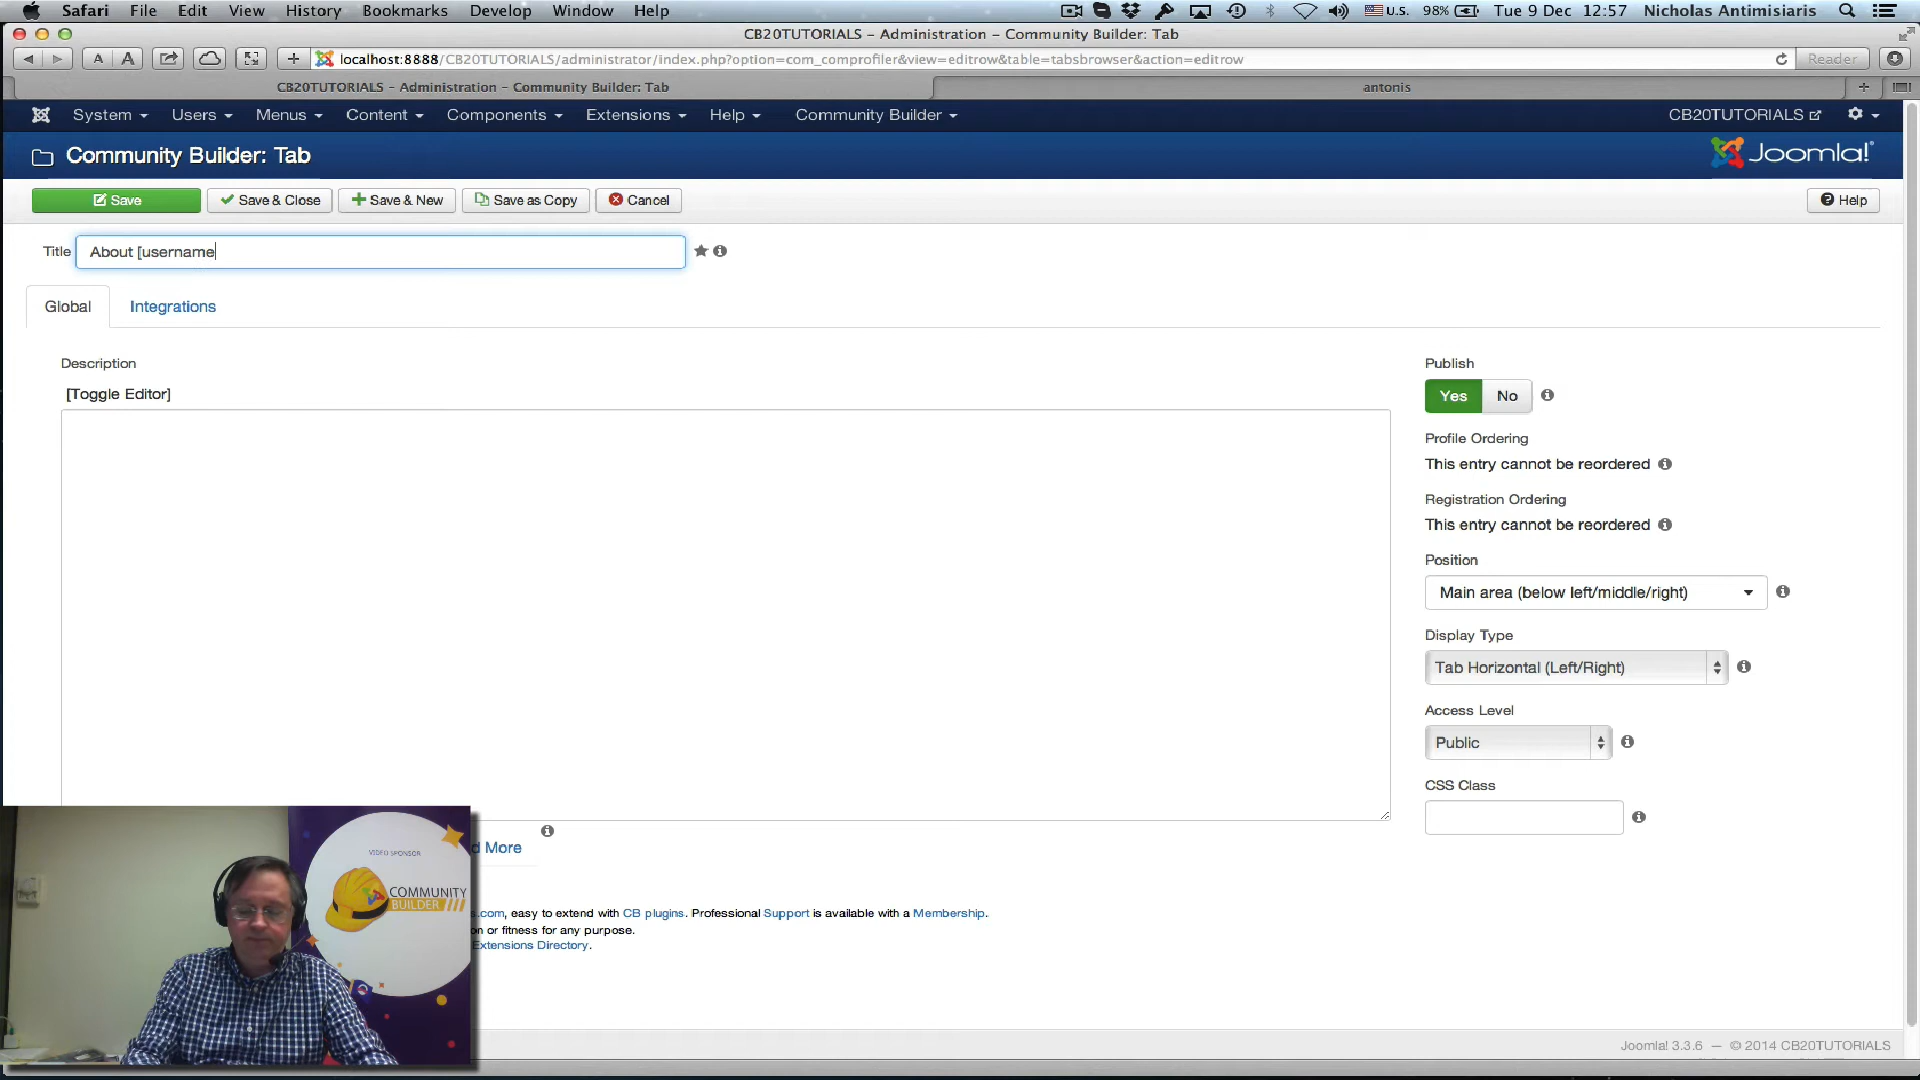 Safari File Edit View History Bookmarks Develop Window Help U.S. 98% Tue 9 Dec 12:57 Nicholas Antimisiaris
CB20TUTORIALS – Administration – Community Builder: Tab
A A + localhost:8888/CB20TUTORIALS/administrator/index.php?option=com_comprofiler&view=editrow&table=tabsbrowser&action=editrow Reader
CB20TUTORIALS – Administration – Community Builder: Tab antonis +
System Users Menus Content Components Extensions Help Community Builder CB20TUTORIALS
Community Builder: Tab Joomla!
Save Save & Close Save & New Save as Copy Cancel Help
Title About [username
Global Integrations
Description
[Toggle Editor]
Publish
Yes No
Profile Ordering
This entry cannot be reordered
Registration Ordering
This entry cannot be reordered
Position
Main area (below left/middle/right)
Display Type
Tab Horizontal (Left/Right)
Access Level
Public
CSS Class
d More
VIDEO SPONSOR
COMMUNITY
BUILDER
s.com, easy to extend with CB plugins. Professional Support is available with a Membership.
on or fitness for any purpose.
Extensions Directory.
Joomla! 3.3.6 — © 2014 CB20TUTORIALS